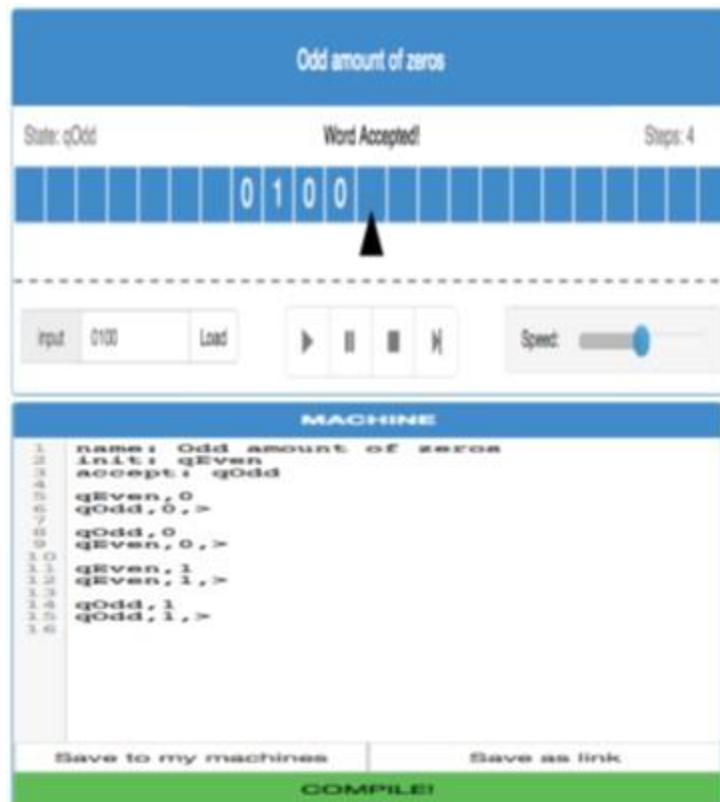 Odd amount of zeros
State: qOdd Word Accepted! Steps: 4
0 1 0 0
input 0100 Load Speed:
MACHINE
1 name: Odd amount of zeros
2 init: qEven
3 accept: qOdd
4
5 qEven,0
6 qOdd,0,>
7
8 qOdd,0
9 qEven,0,>
10
11 qEven,1
12 qEven,1,>
13
14 qOdd,1
15 qOdd,1,>
16
Save to my machines Save as link
COMPILE!